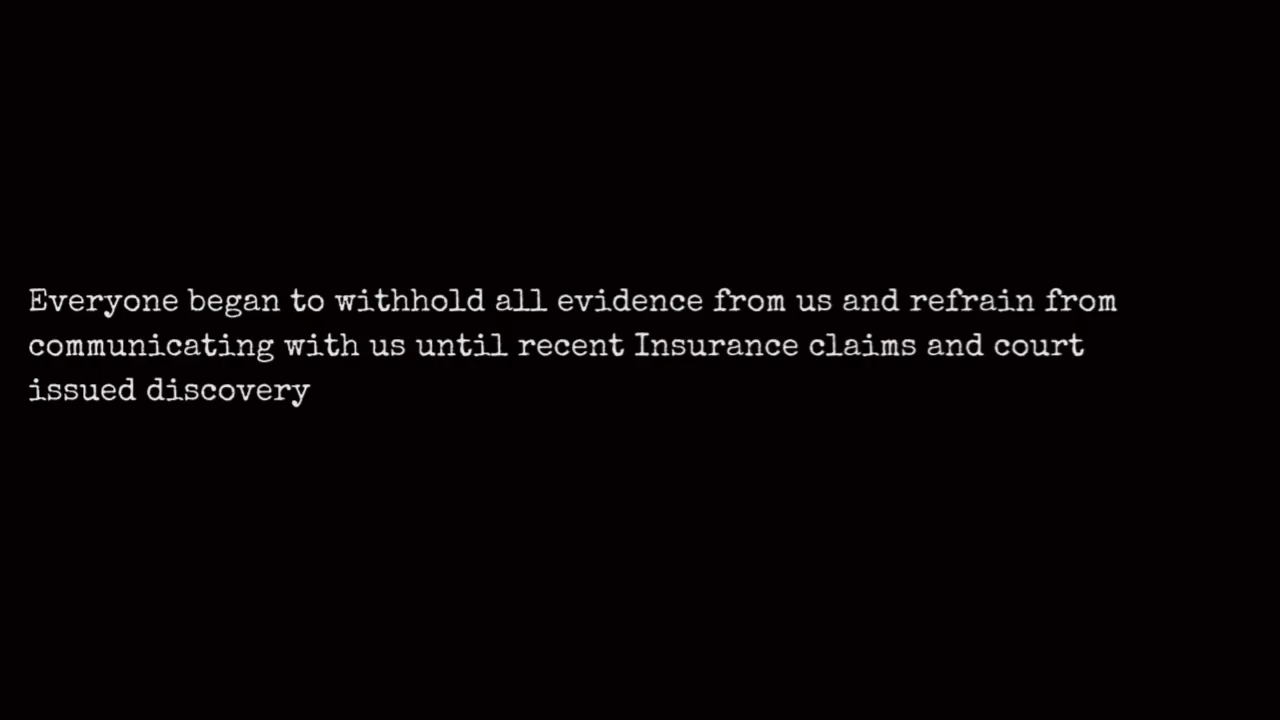 Everyone began to withhold all evidence from us and refrain from
communicating with us until recent Insurance claims and court
issued discovery